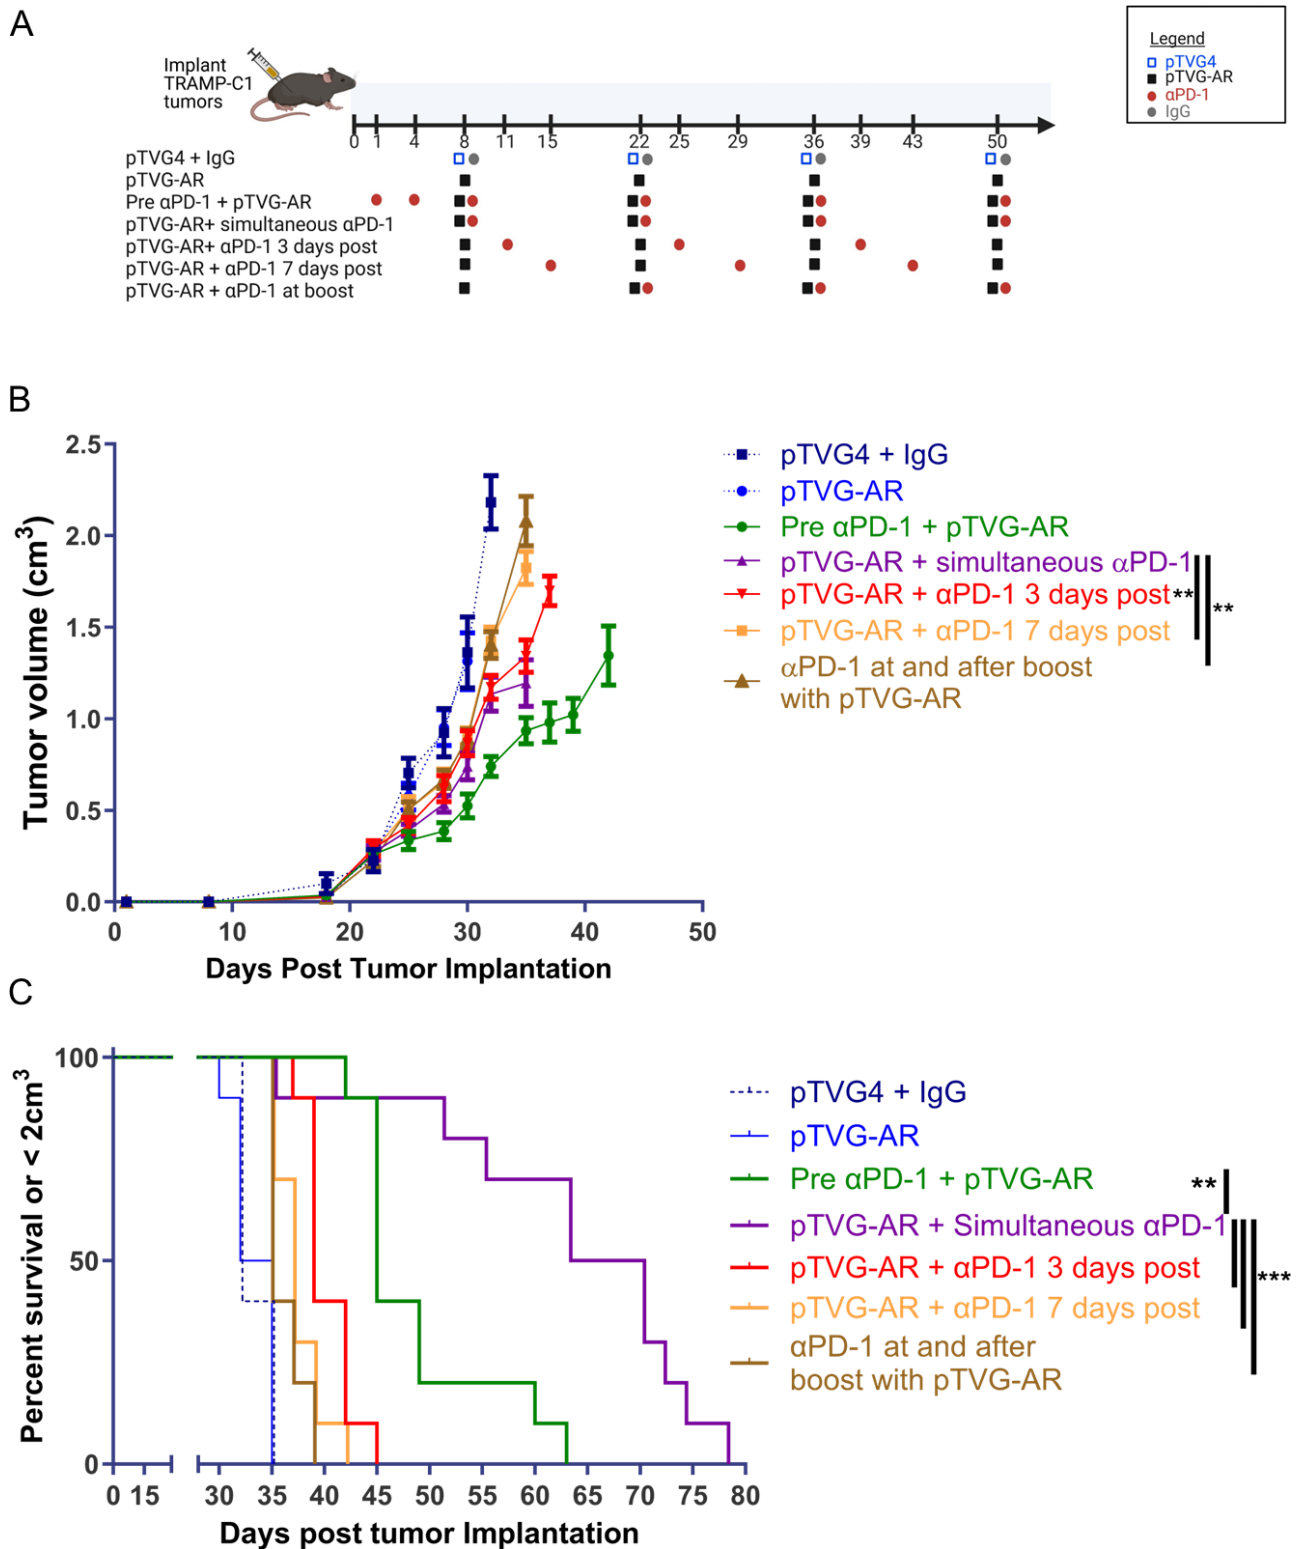 A
Implant
TRAMP-C1
tumors
Legend
pTVG4
pTVG-AR
αPD-1
IgG
0 1 4 8 11 15 22 25 29 36 39 43 50
pTVG4 + IgG
pTVG-AR
Pre αPD-1 + pTVG-AR
pTVG-AR+ simultaneous αPD-1
pTVG-AR+ αPD-1 3 days post
pTVG-AR + αPD-1 7 days post
pTVG-AR + αPD-1 at boost
B
Tumor volume (cm³)
2.5
2.0
1.5
1.0
0.5
0.0
0 10 20 30 40 50
Days Post Tumor Implantation
pTVG4 + IgG
pTVG-AR
Pre αPD-1 + pTVG-AR
pTVG-AR + simultaneous αPD-1
pTVG-AR + αPD-1 3 days post**
**
pTVG-AR + αPD-1 7 days post
αPD-1 at and after boost
with pTVG-AR
C
Percent survival or < 2cm³
100
50
0
0 15 30 35 40 45 50 55 60 65 70 75 80
Days post tumor Implantation
pTVG4 + IgG
pTVG-AR
Pre αPD-1 + pTVG-AR
**
pTVG-AR + Simultaneous αPD-1
pTVG-AR + αPD-1 3 days post
***
pTVG-AR + αPD-1 7 days post
αPD-1 at and after
boost with pTVG-AR